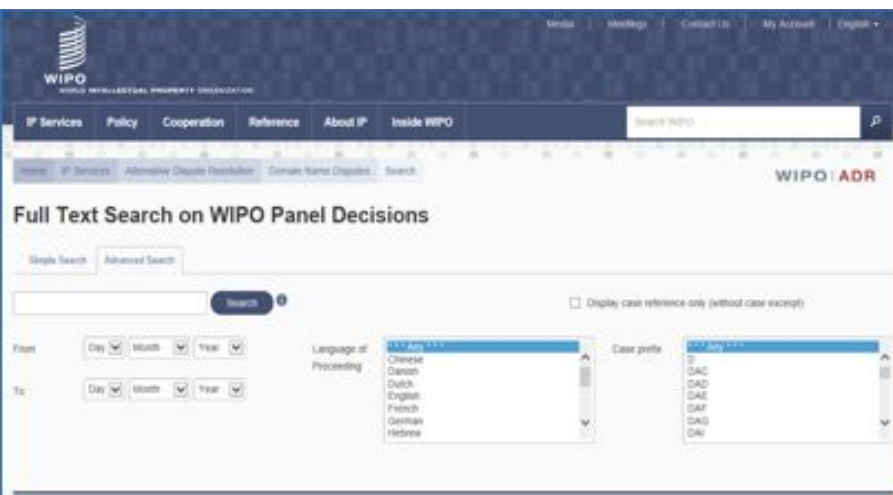 Media Meetings Contact Us My Account English
WIPO
WORLD INTELLECTUAL PROPERTY ORGANIZATION
IP Services Policy Cooperation Reference About IP Inside WIPO Search WIPO
Home IP Services Alternative Dispute Resolution Domain Name Disputes Search
WIPO ADR
Full Text Search on WIPO Panel Decisions
Simple Search Advanced Search
Search
Display case reference only (without case excerpt)
From Day Month Year
To Day Month Year
Language of
Proceeding
*** Any ***
Chinese
Danish
Dutch
English
French
German
Hebrew
Case prefix
*** Any ***
D
DAC
DAD
DAE
DAF
DAG
DAI